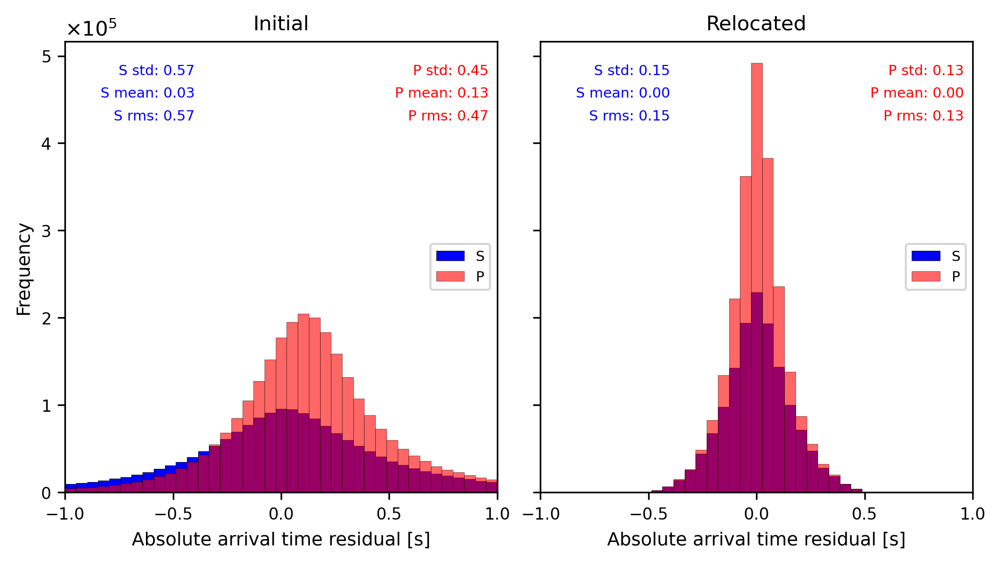 ×10⁵
Initial
Relocated
S std: 0.57
S mean: 0.03
S rms: 0.57
P std: 0.45
P mean: 0.13
P rms: 0.47
S std: 0.15
S mean: 0.00
S rms: 0.15
P std: 0.13
P mean: 0.00
P rms: 0.13
5
4
3
2
1
0
Frequency
S
P
S
P
−1.0
−0.5
0.0
0.5
1.0
−1.0
−0.5
0.0
0.5
1.0
Absolute arrival time residual [s]
Absolute arrival time residual [s]